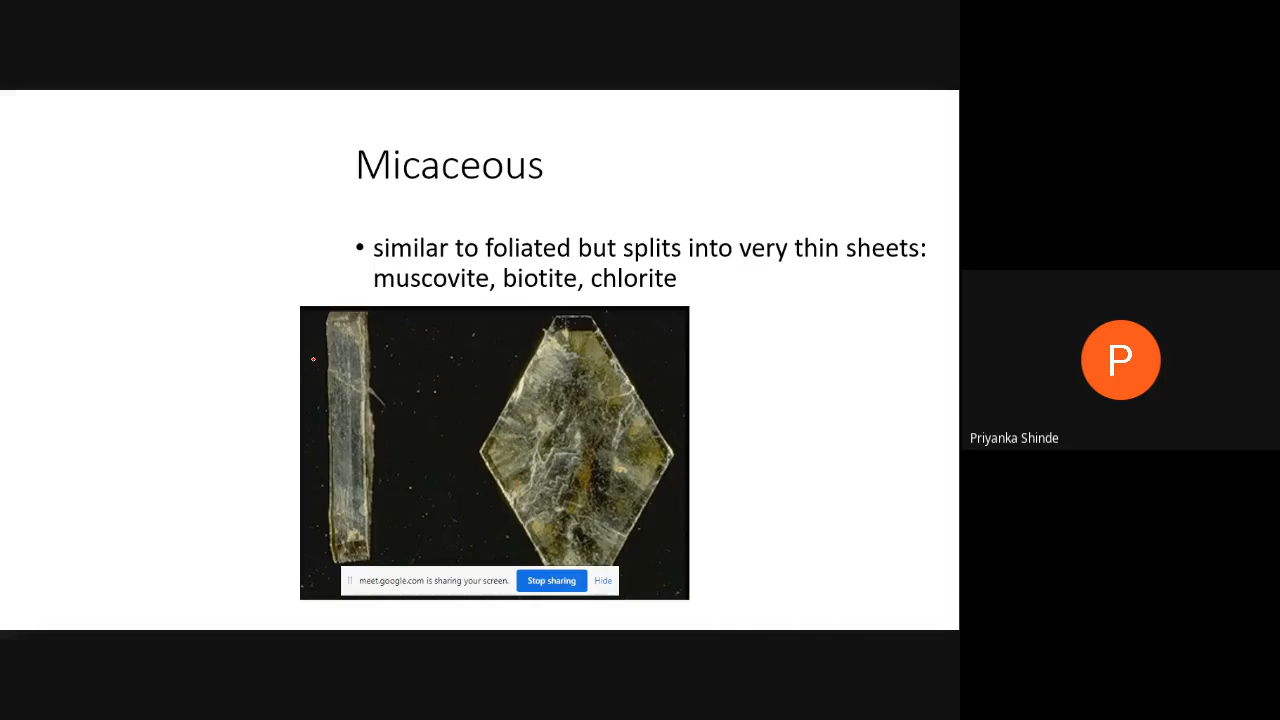 Micaceous
• similar to foliated but splits into very thin sheets:
muscovite, biotite, chlorite
meet.google.com is sharing your screen. Stop sharing Hide
P
Priyanka Shinde